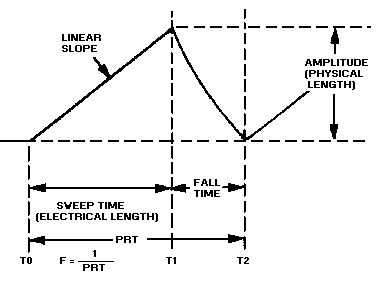 LINEAR
SLOPE
AMPLITUDE
(PHYSICAL
LENGTH)
FALL
TIME
SWEEP TIME
(ELECTRICAL LENGTH)
PRT
T0
F = 1
PRT
T1
T2